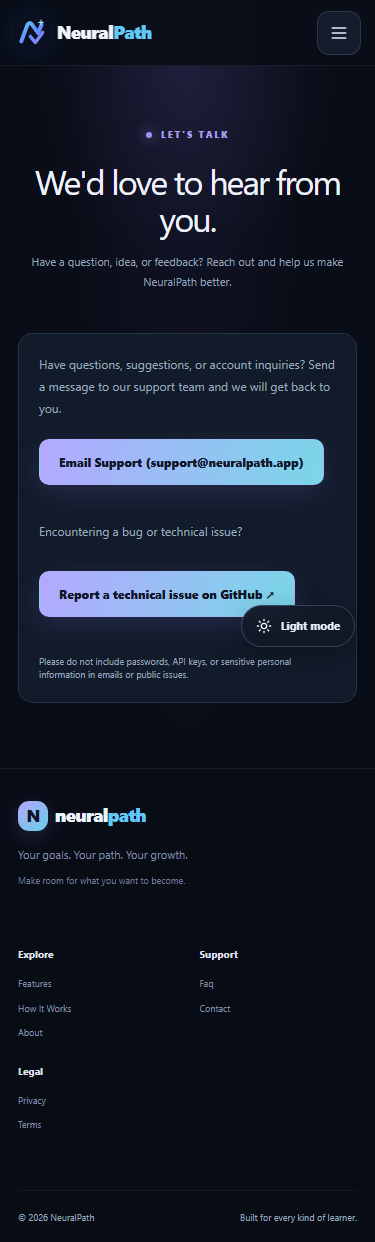 NeuralPath
LET'S TALK
We'd love to hear from
you.
Have a question, idea, or feedback? Reach out and help us make
NeuralPath better.
Have questions, suggestions, or account inquiries? Send
a message to our support team and we will get back to
you.
Email Support (support@neuralpath.app)
Encountering a bug or technical issue?
Report a technical issue on GitHub ↗
Light mode
Please do not include passwords, API keys, or sensitive personal
information in emails or public issues.
N neuralpath
Your goals. Your path. Your growth.
Make room for what you want to become.
Explore
Features
How It Works
About
Support
Faq
Contact
Legal
Privacy
Terms
© 2026 NeuralPath
Built for every kind of learner.